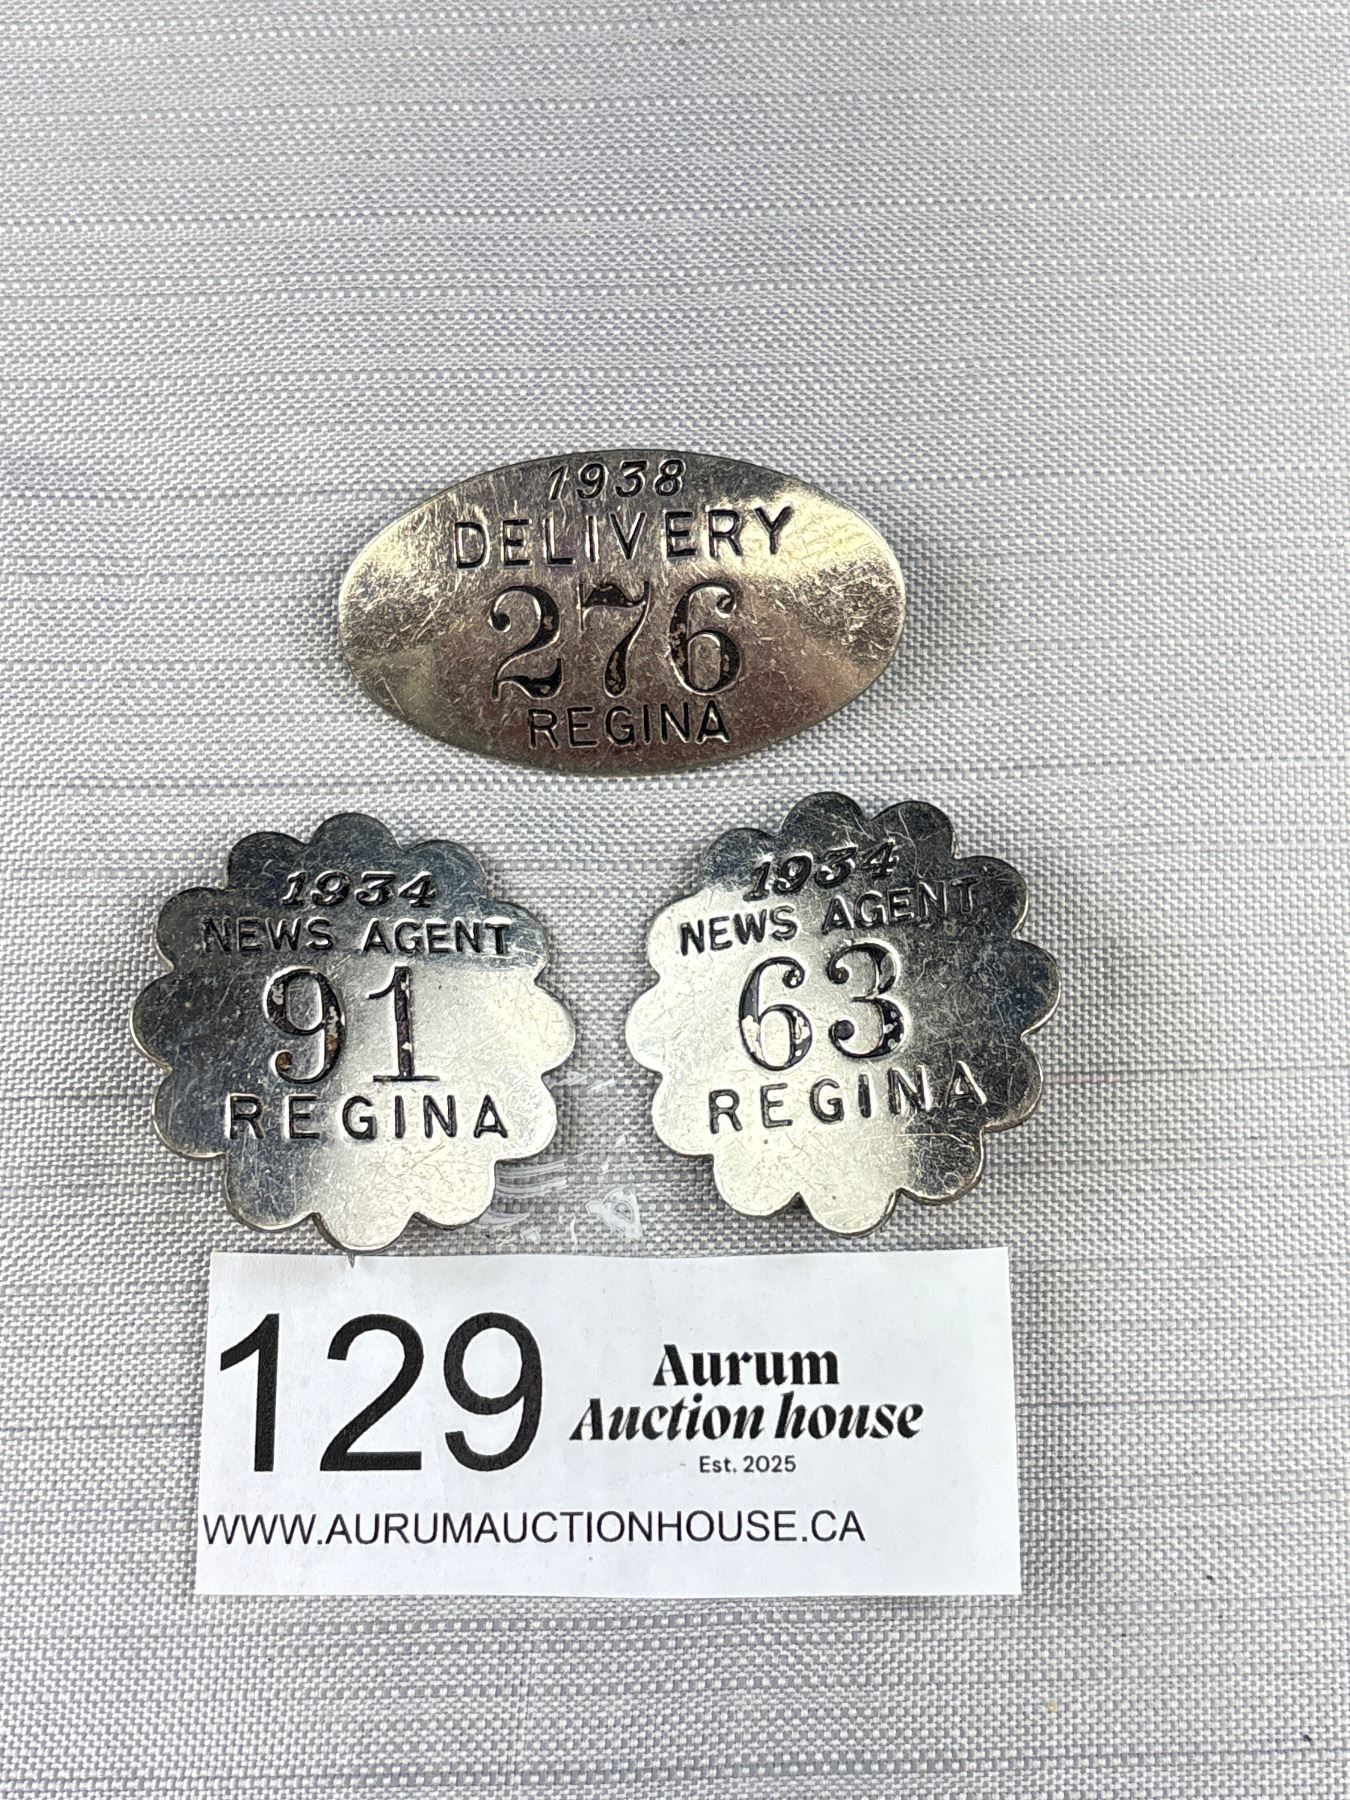 1938
DELIVERY
276
REGINA
1934
NEWS AGENT
91
REGINA
1934
NEWS AGENT
63
REGINA
129
Aurum
Auction house
Est. 2025
WWW.AURUMAUCTIONHOUSE.CA